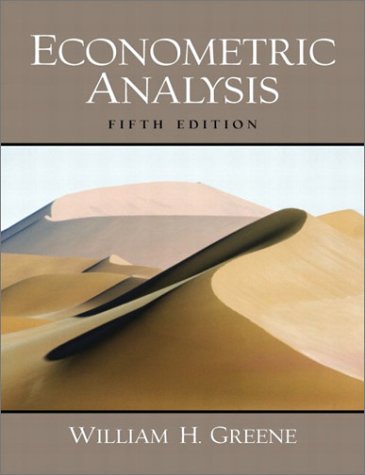 ECONOMETRIC
ANALYSIS
FIFTH EDITION
WILLIAM H. GREENE